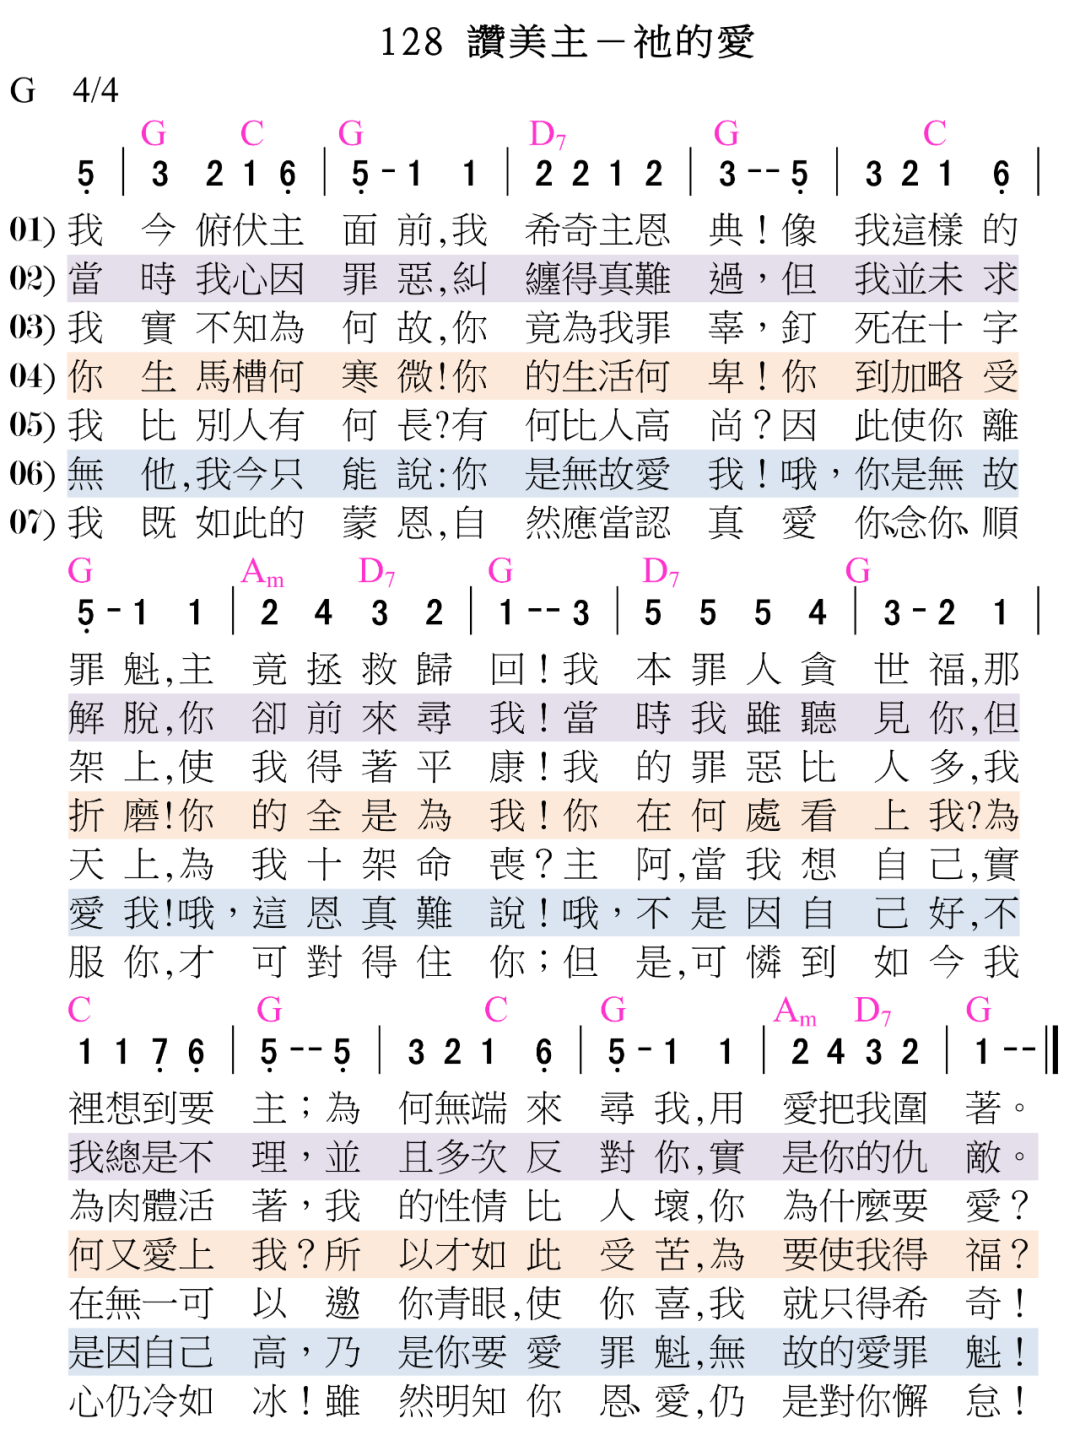 128 讚美主－祂的愛
G 4/4
G C G D7 G C
5̣ | 3 2 1 6̣ | 5̣ - 1 1 | 2 2 1 2 | 3 - - 5̣ | 3 2 1 6̣ |
01) 我 今 俯伏主 面 前,我 希奇主恩 典！像 我這樣 的
02) 當 時 我心因 罪 惡,糾 纏得真難 過，但 我並未 求
03) 我 實 不知為 何 故,你 竟為我罪 辜，釘 死在十 字
04) 你 生 馬槽何 寒 微!你 的生活何 卑！你 到加略 受
05) 我 比 別人有 何 長?有 何比人高 尚？因 此使你 離
06) 無 他,我今只 能 說:你 是無故愛 我！哦，你是無 故
07) 我 既 如此的 蒙 恩,自 然應當認 真 愛 你、念你、順
G Am D7 G D7 G
5̣ - 1 1 | 2 4 3 2 | 1 - - 3 | 5 5 5 4 | 3 - 2 1 |
罪 魁,主 竟 拯 救 歸 回！我 本 罪 人 貪 世 福,那
解 脫,你 卻 前 來 尋 我！當 時 我 雖 聽 見 你,但
架 上,使 我 得 著 平 康！我 的 罪 惡 比 人 多,我
折 磨!你 的 全 是 為 我！你 在 何 處 看 上 我?為
天 上,為 我 十 架 命 喪？主 阿,當 我 想 自 己,實
愛 我!哦，這 恩 真 難 說！哦，不 是 因 自 己 好,不
服 你,才 可 對 得 住 你；但 是,可 憐 到 如 今 我
C G C G Am D7 G
1 1 7̣ 6̣ | 5̣ - - 5̣ | 3 2 1 6̣ | 5̣ - 1 1 | 2 4 3 2 | 1 - - ‖
裡想到要 主；為 何無端 來 尋 我,用 愛把我圍 著。
我總是不 理，並 且多次 反 對 你,實 是你的仇 敵。
為肉體活 著，我 的性情 比 人 壞,你 為什麼要 愛？
何又愛上 我？所 以才如 此 受 苦,為 要使我得 福？
在無一可 以 邀 你青眼,使 你 喜,我 就只得希 奇！
是因自己 高，乃 是你要 愛 罪 魁,無 故的愛罪 魁！
心仍冷如 冰！雖 然明知 你 恩、愛,仍 是對你懈 怠！